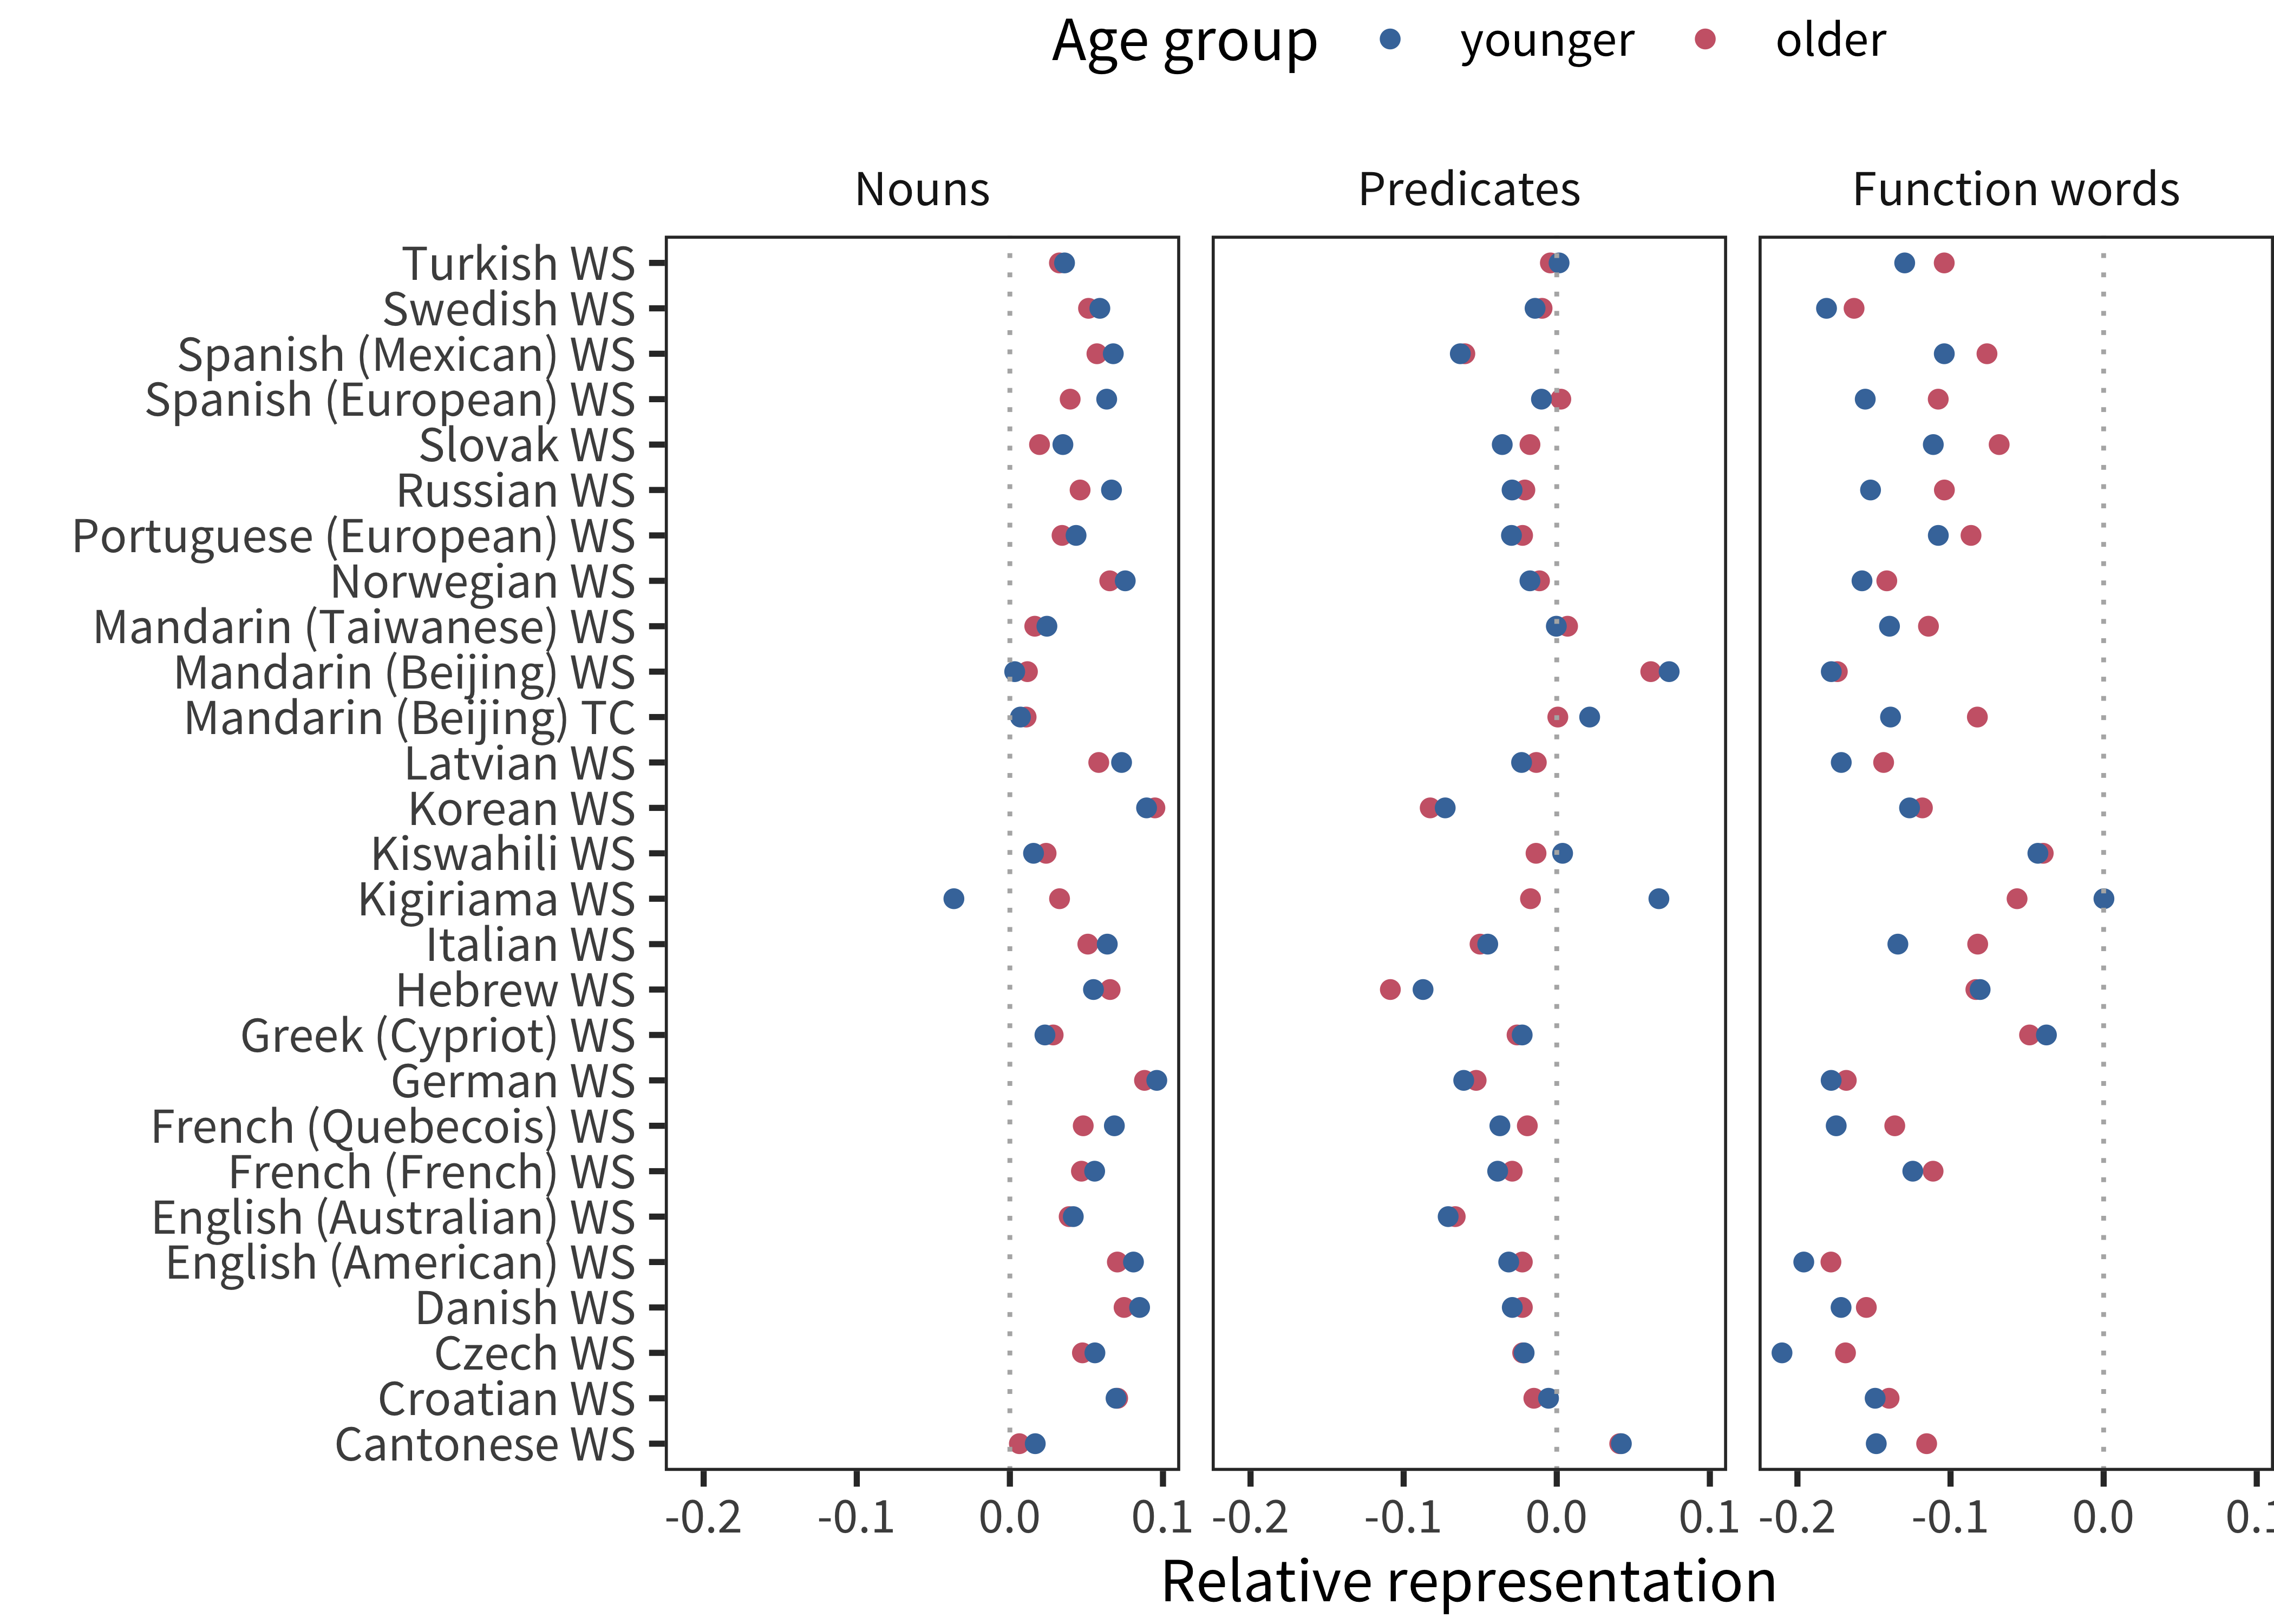 Age group younger older
Nouns Predicates Function words
Turkish WS
Swedish WS
Spanish (Mexican) WS
Spanish (European) WS
Slovak WS
Russian WS
Portuguese (European) WS
Norwegian WS
Mandarin (Taiwanese) WS
Mandarin (Beijing) WS
Mandarin (Beijing) TC
Latvian WS
Korean WS
Kiswahili WS
Kigiriama WS
Italian WS
Hebrew WS
Greek (Cypriot) WS
German WS
French (Quebecois) WS
French (French) WS
English (Australian) WS
English (American) WS
Danish WS
Czech WS
Croatian WS
Cantonese WS
-0.2 -0.1 0.0 0.1 -0.2 -0.1 0.0 0.1 -0.2 -0.1 0.0 0.1
Relative representation